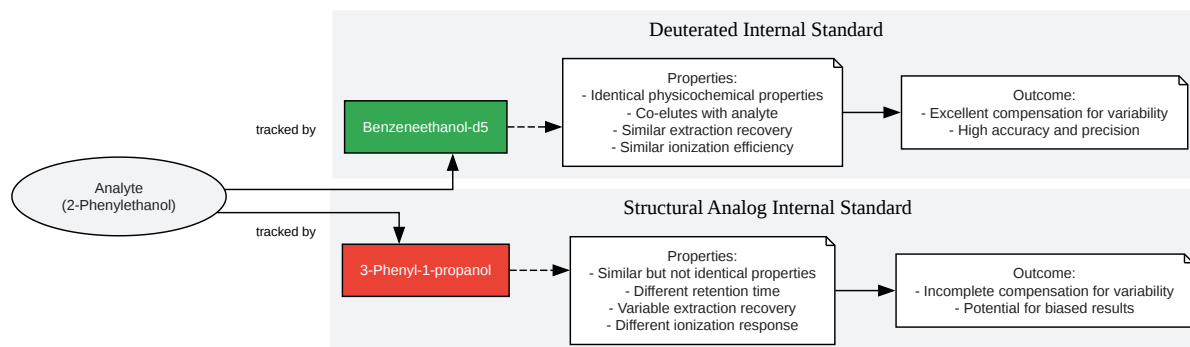 Deuterated Internal Standard
tracked by
Benzeneethanol-d5
Properties:
- Identical physicochemical properties
- Co-elutes with analyte
- Similar extraction recovery
- Similar ionization efficiency
Outcome:
- Excellent compensation for variability
- High accuracy and precision
Analyte
(2-Phenylethanol)
Structural Analog Internal Standard
tracked by
3-Phenyl-1-propanol
Properties:
- Similar but not identical properties
- Different retention time
- Variable extraction recovery
- Different ionization response
Outcome:
- Incomplete compensation for variability
- Potential for biased results